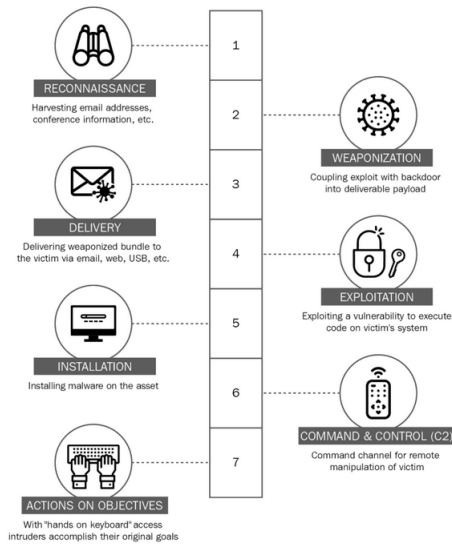 1
RECONNAISSANCE
Harvesting email addresses,
conference information, etc.
2
WEAPONIZATION
Coupling exploit with backdoor
into deliverable payload
3
DELIVERY
Delivering weaponized bundle to
the victim via email, web, USB, etc.
4
EXPLOITATION
Exploiting a vulnerability to execute
code on victim's system
5
INSTALLATION
Installing malware on the asset
6
COMMAND & CONTROL (C2)
Command channel for remote
manipulation of victim
7
ACTIONS ON OBJECTIVES
With "hands on keyboard" access
intruders accomplish their original goals